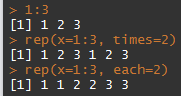 > 1:3
[1] 1 2 3
> rep(x=1:3, times=2)
[1] 1 2 3 1 2 3
> rep(x=1:3, each=2)
[1] 1 1 2 2 3 3